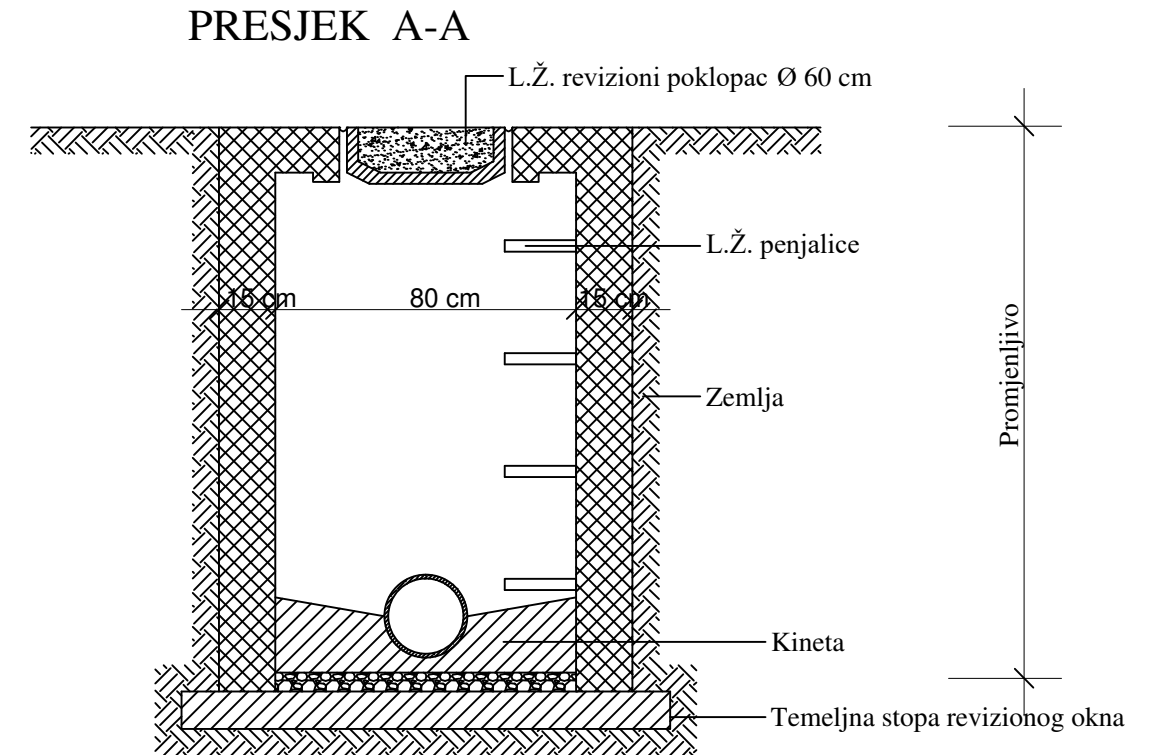 PRESJEK A-A
L.Ž. revizioni poklopac Ø 60 cm
L.Ž. penjalice
15 cm 80 cm 15 cm
Zemlja
Promjenljivo
Kineta
Temeljna stopa revizionog okna